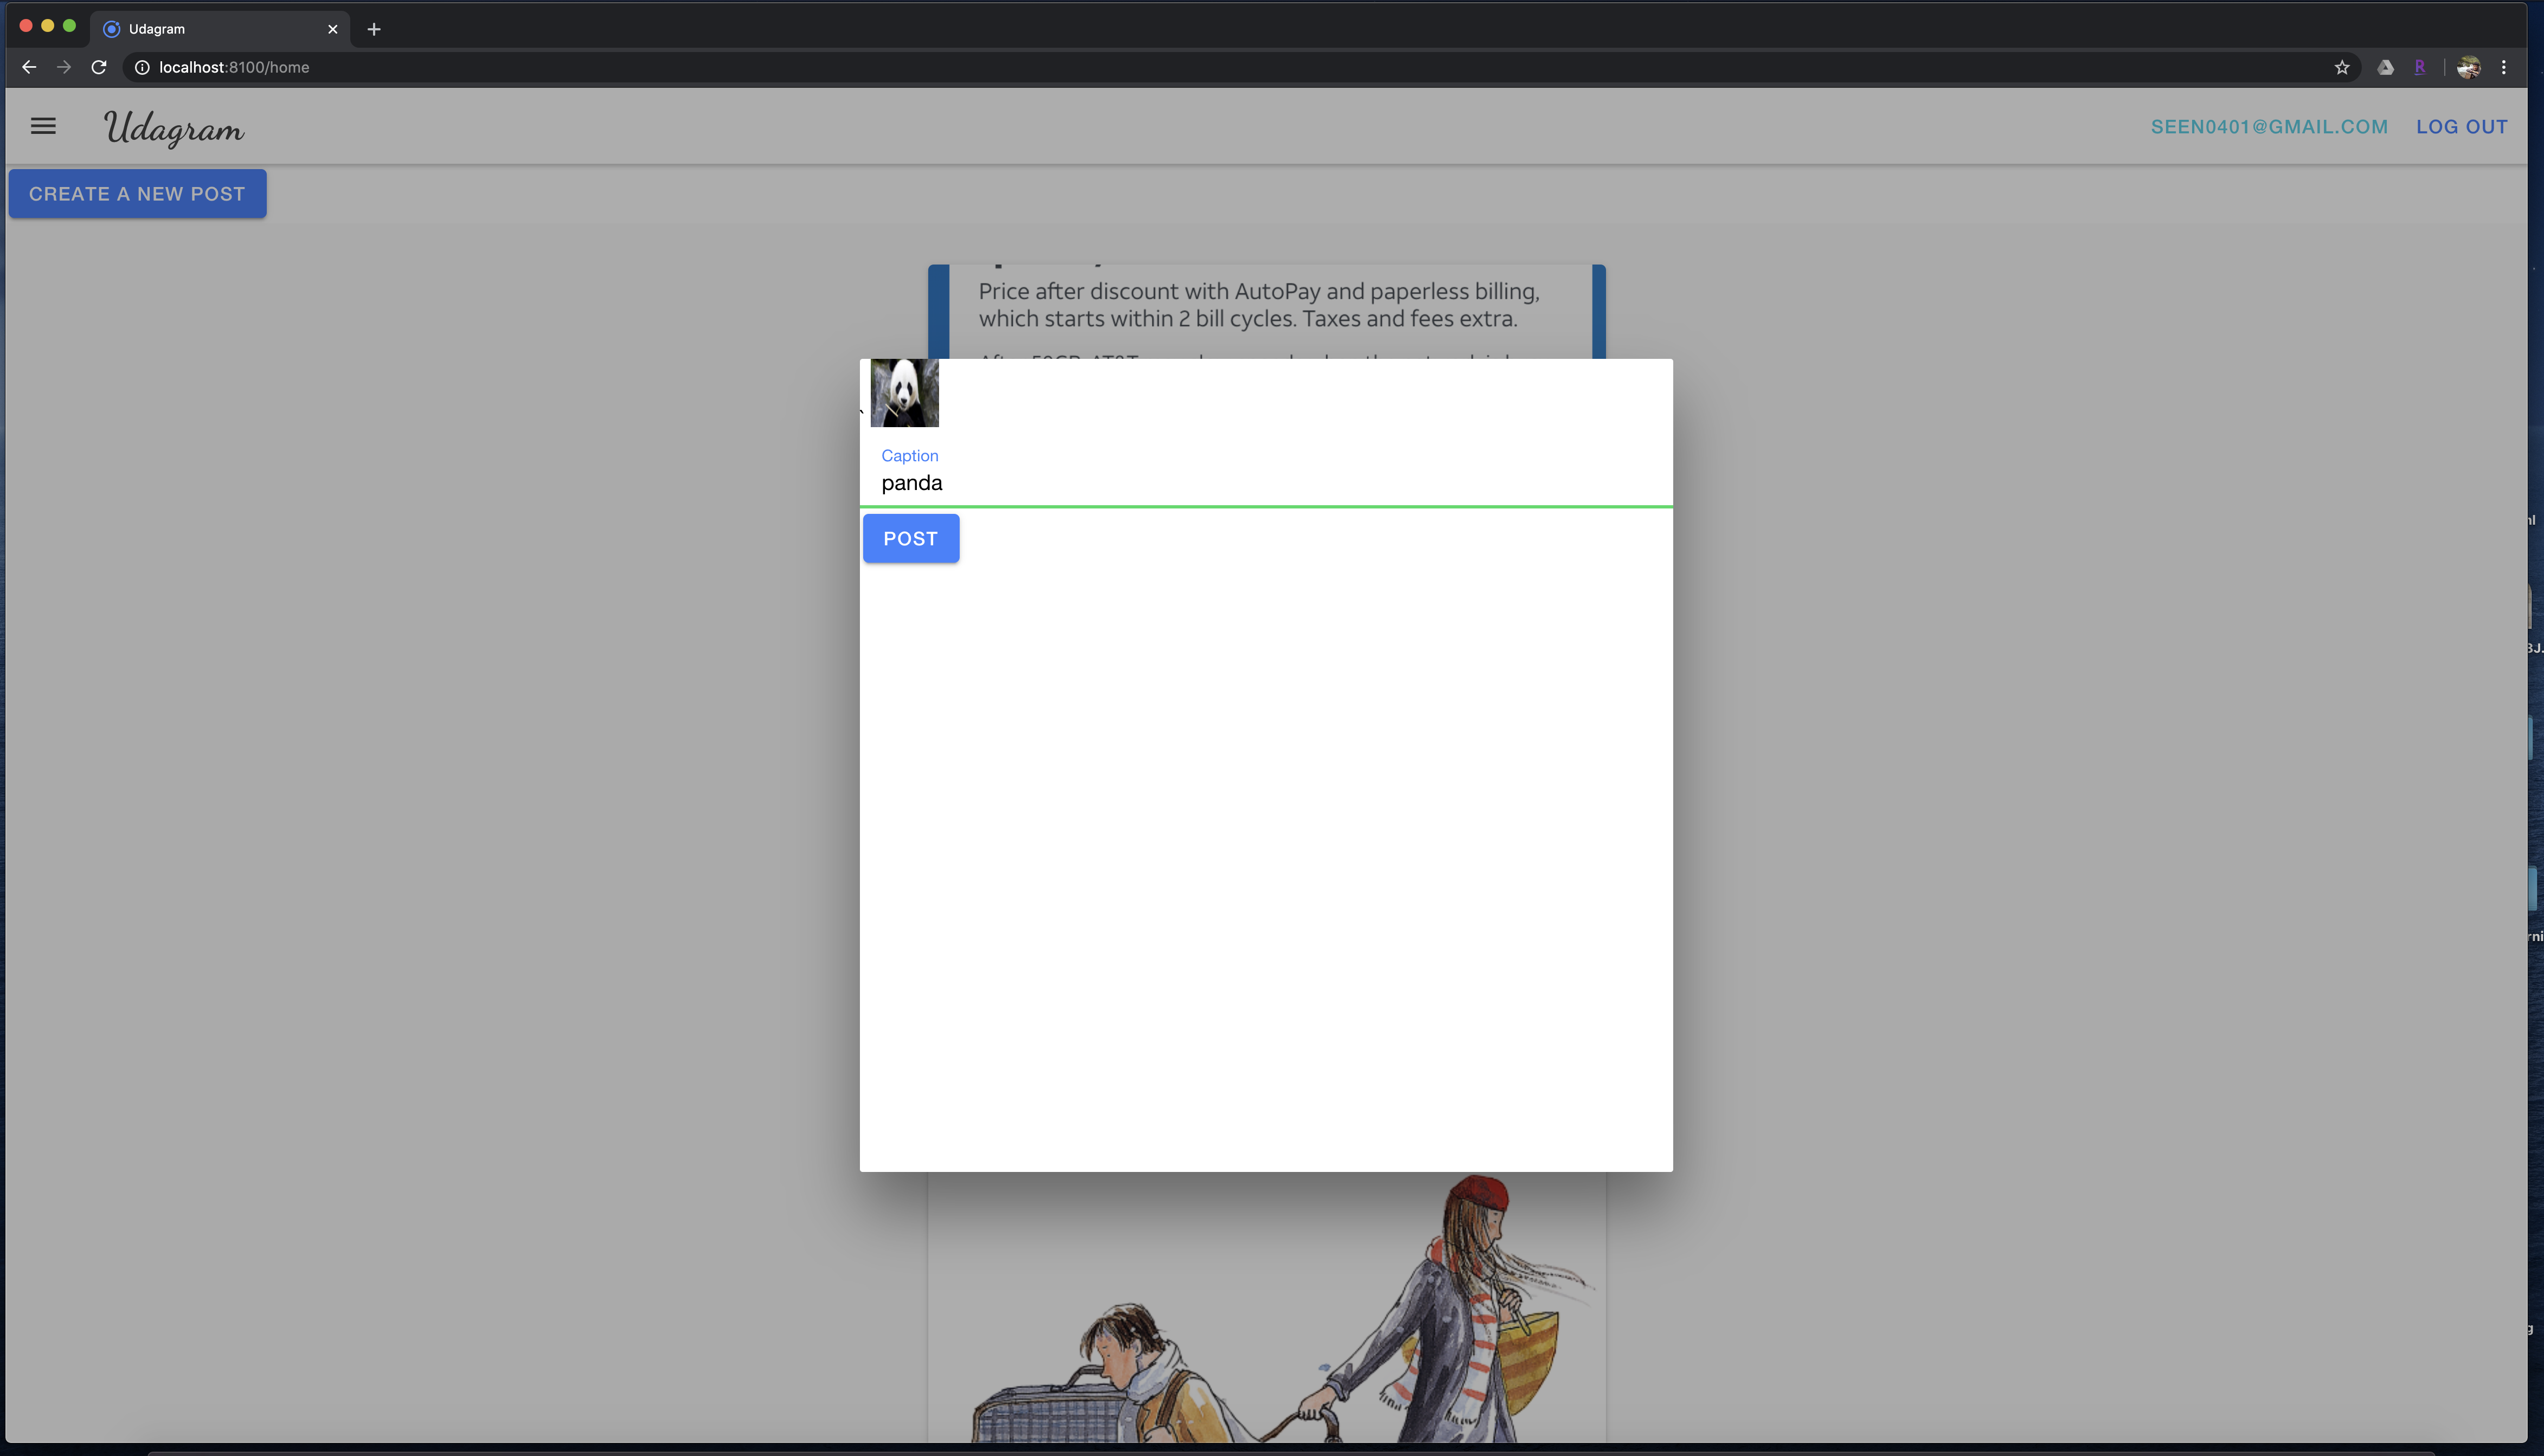 Udagram
localhost:8100/home
Udagram
SEEN0401@GMAIL.COM LOG OUT
CREATE A NEW POST
Price after discount with AutoPay and paperless billing,
which starts within 2 bill cycles. Taxes and fees extra.
`
Caption
panda
POST